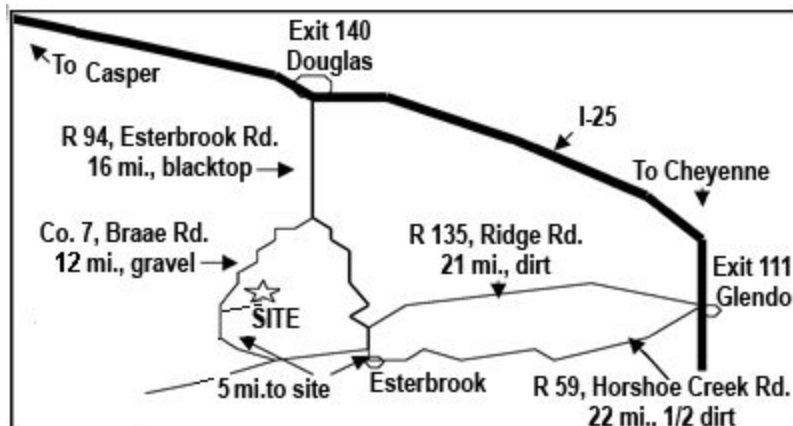 Exit 140
Douglas
To Casper
I-25
R 94, Esterbrook Rd.
16 mi., blacktop
To Cheyenne
Co. 7, Braae Rd.
12 mi., gravel
R 135, Ridge Rd.
21 mi., dirt
Exit 111
Glendo
SITE
5 mi.to site
Esterbrook
R 59, Horshoe Creek Rd.
22 mi., 1/2 dirt